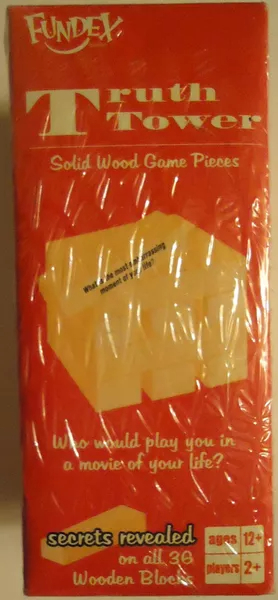 FUNDEX
Truth
Tower
Solid Wood Game Pieces
What is the most embarrassing
moment of your life?
Who would play you in
a movie of your life?
secrets revealed
on all 36
Wooden Blocks
ages 12+
players 2+